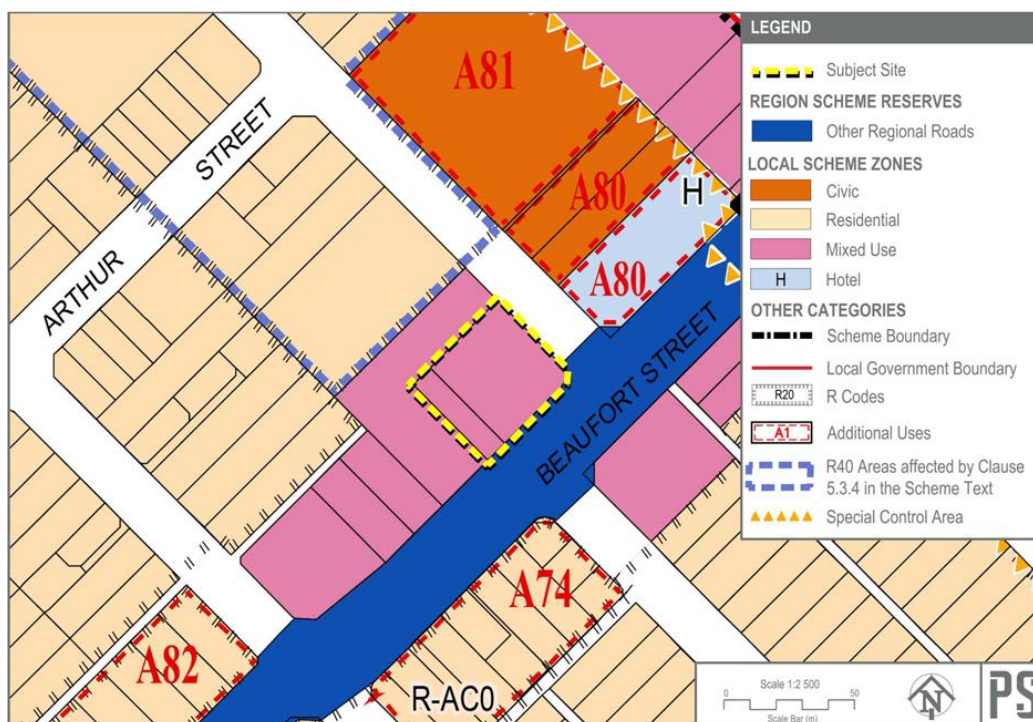 A81
A80
H
A80
ARTHUR STREET
BEAUFORT STREET
A82
A74
R-AC0
LEGEND
Subject Site
REGION SCHEME RESERVES
Other Regional Roads
LOCAL SCHEME ZONES
Civic
Residential
Mixed Use
H Hotel
OTHER CATEGORIES
Scheme Boundary
Local Government Boundary
R20 R Codes
A1 Additional Uses
R40 Areas affected by Clause
5.3.4 in the Scheme Text
Special Control Area
Scale 1:2 500
0 50
Scale Bar (m)
N
PS